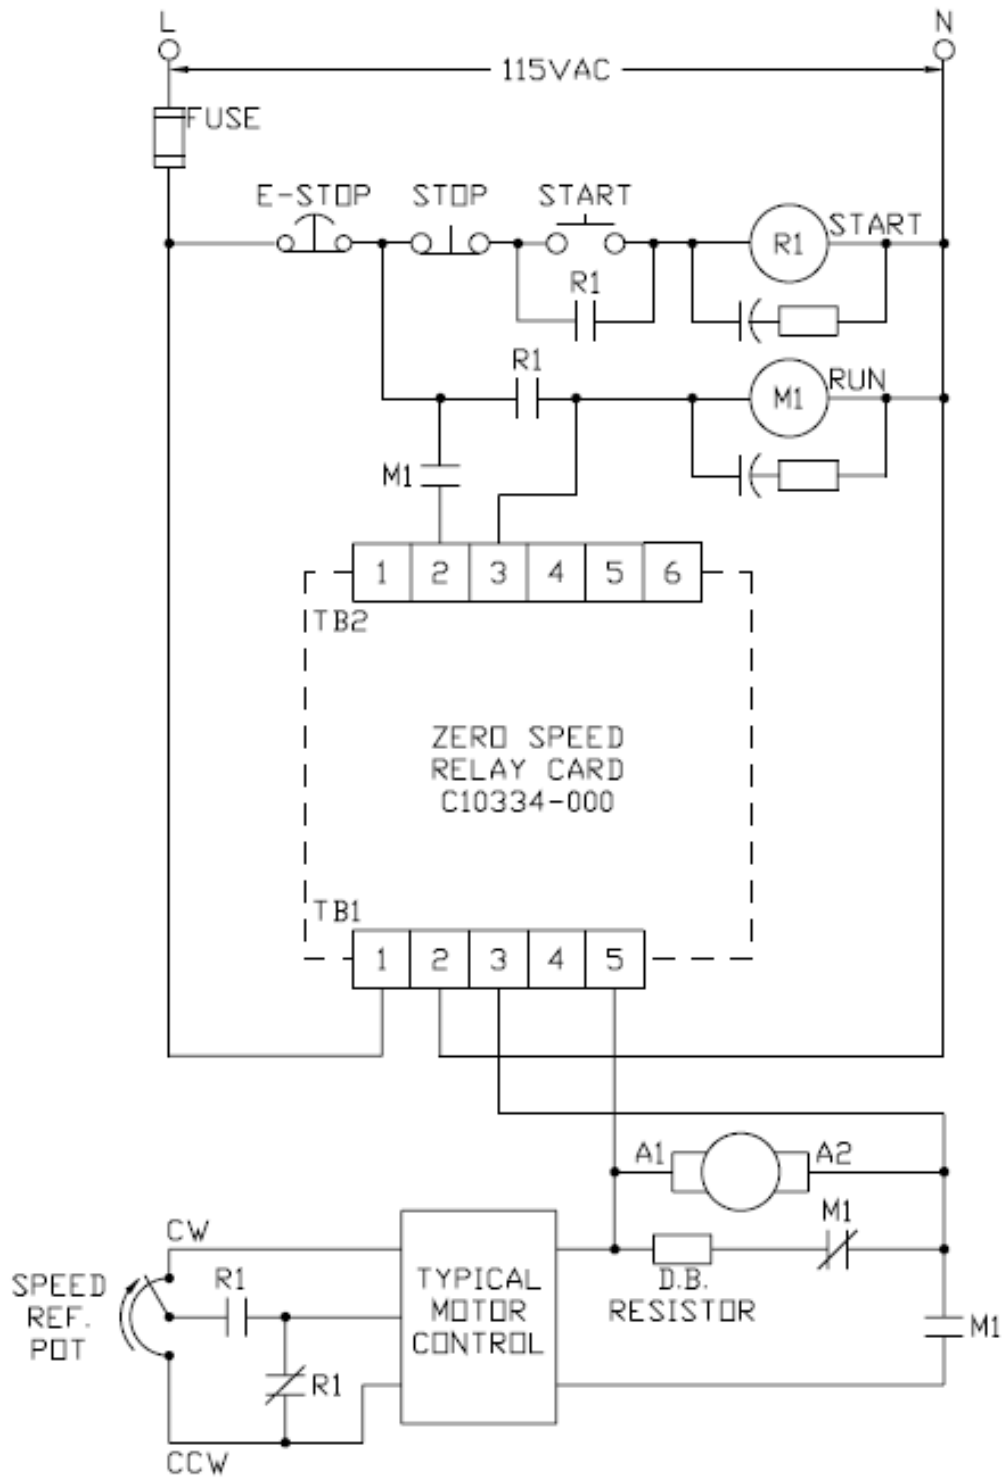 L
N
115VAC
FUSE
E-STOP
STOP
START
R1
START
R1
R1
M1
RUN
M1
1 2 3 4 5 6
TB2
ZERO SPEED
RELAY CARD
C10334-000
TB1
1 2 3 4 5
A1
A2
M1
CW
D.B.
RESISTOR
SPEED
REF.
POT
R1
TYPICAL
MOTOR
CONTROL
M1
R1
CCW